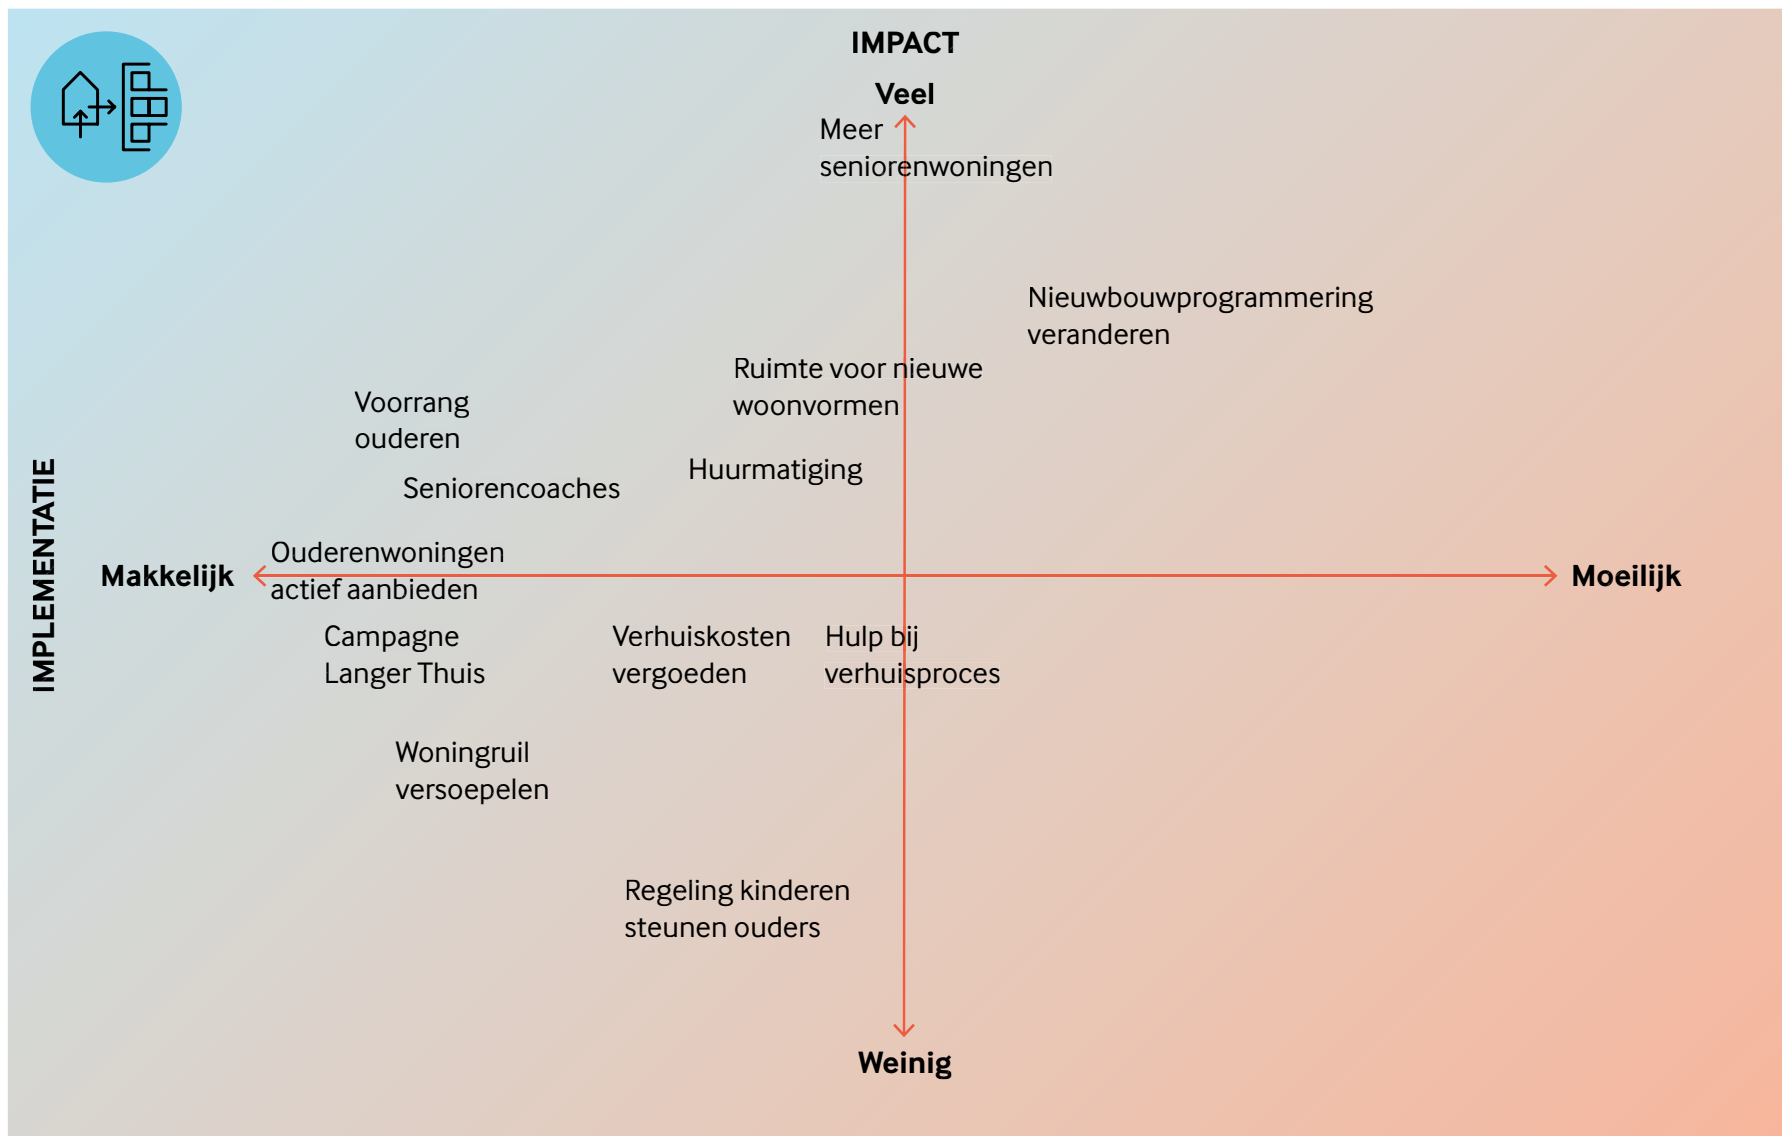 IMPACT
Veel
Meer
seniorenwoningen
Nieuwbouwprogrammering
veranderen
Ruimte voor nieuwe
woonvormen
Voorrang
ouderen
Huurmatiging
Seniorencoaches
IMPLEMENTATIE
Makkelijk
Ouderenwoningen
actief aanbieden
Moeilijk
Campagne
Langer Thuis
Verhuiskosten
vergoeden
Hulp bij
verhuisproces
Woningruil
versoepelen
Regeling kinderen
steunen ouders
Weinig